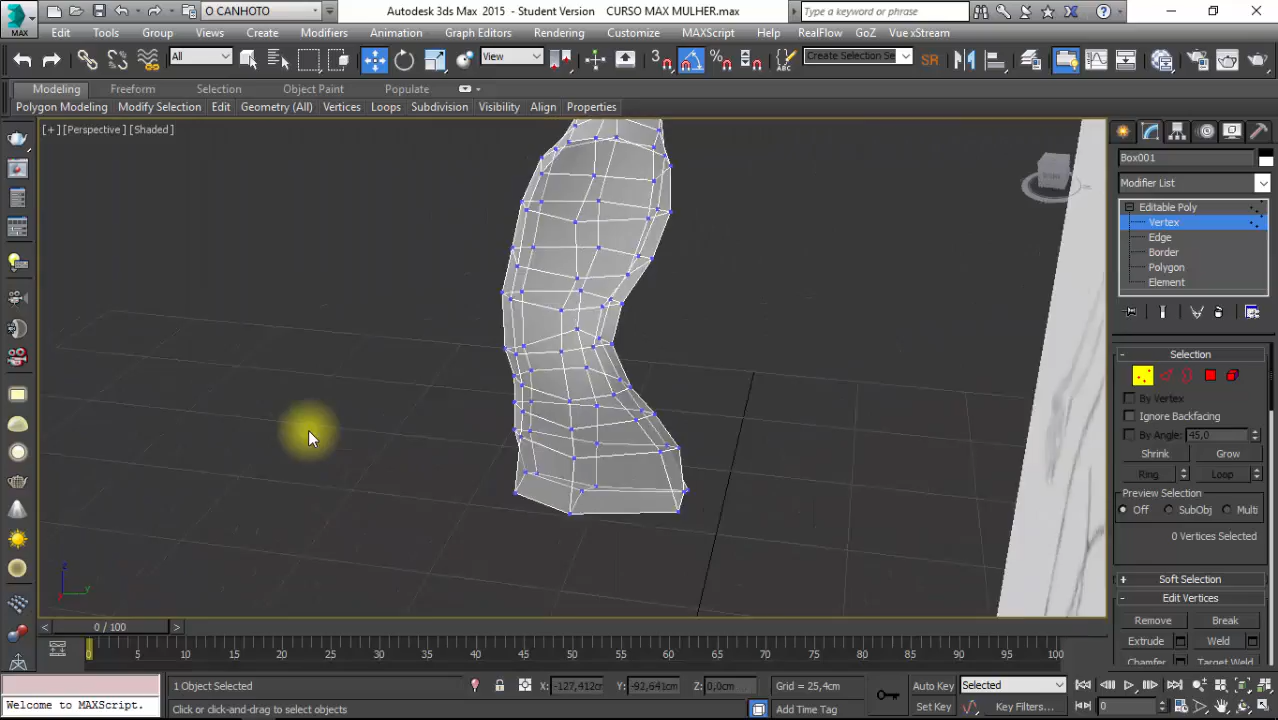 O CANHOTO
Autodesk 3ds Max 2015 - Student Version CURSO MAX MULHER.max
Type a keyword or phrase
MAX
Edit Tools Group Views Create Modifiers Animation Graph Editors Rendering Customize MAXScript Help RealFlow GoZ Vue xStream
All
View
Create Selection Se
SR
Modeling Freeform Selection Object Paint Populate
Polygon Modeling Modify Selection Edit Geometry (All) Vertices Loops Subdivision Visibility Align Properties
[+] [Perspective] [Shaded]
Box001
Modifier List
Editable Poly
Vertex
Edge
Border
Polygon
Element
Selection
By Vertex
Ignore Backfacing
By Angle: 45,0
Shrink Grow
Ring Loop
Preview Selection
Off SubObj Multi
0 Vertices Selected
Soft Selection
Edit Vertices
Remove Break
Extrude Weld
Chamfer Target Weld
z
y
x
0 / 100
0 5 10 15 20 25 30 35 40 45 50 55 60 65 70 75 80 85 90 95 100
1 Object Selected X: -127,412cm Y: -92,641cm Z: 0,0cm Grid = 25,4cm Auto Key Selected
Welcome to MAXScript. Click or click-and-drag to select objects Add Time Tag Set Key Key Filters... 0